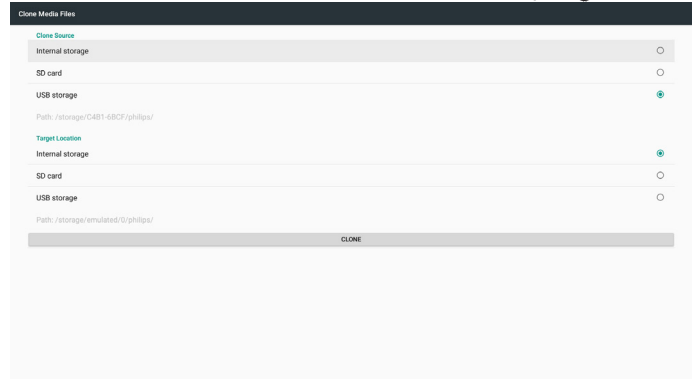 Clone Media Files
Clone Source
Internal storage
SD card
USB storage
Path: /storage/C4B1-6BCF/philips/
Target Location
Internal storage
SD card
USB storage
Path: /storage/emulated/0/philips/
CLONE